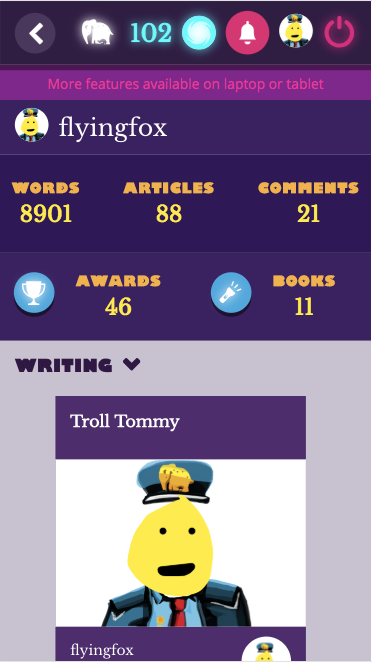 102
More features available on laptop or tablet
flyingfox
WORDS ARTICLES COMMENTS
8901 88 21
AWARDS BOOKS
46 11
WRITING
Troll Tommy
flyingfox